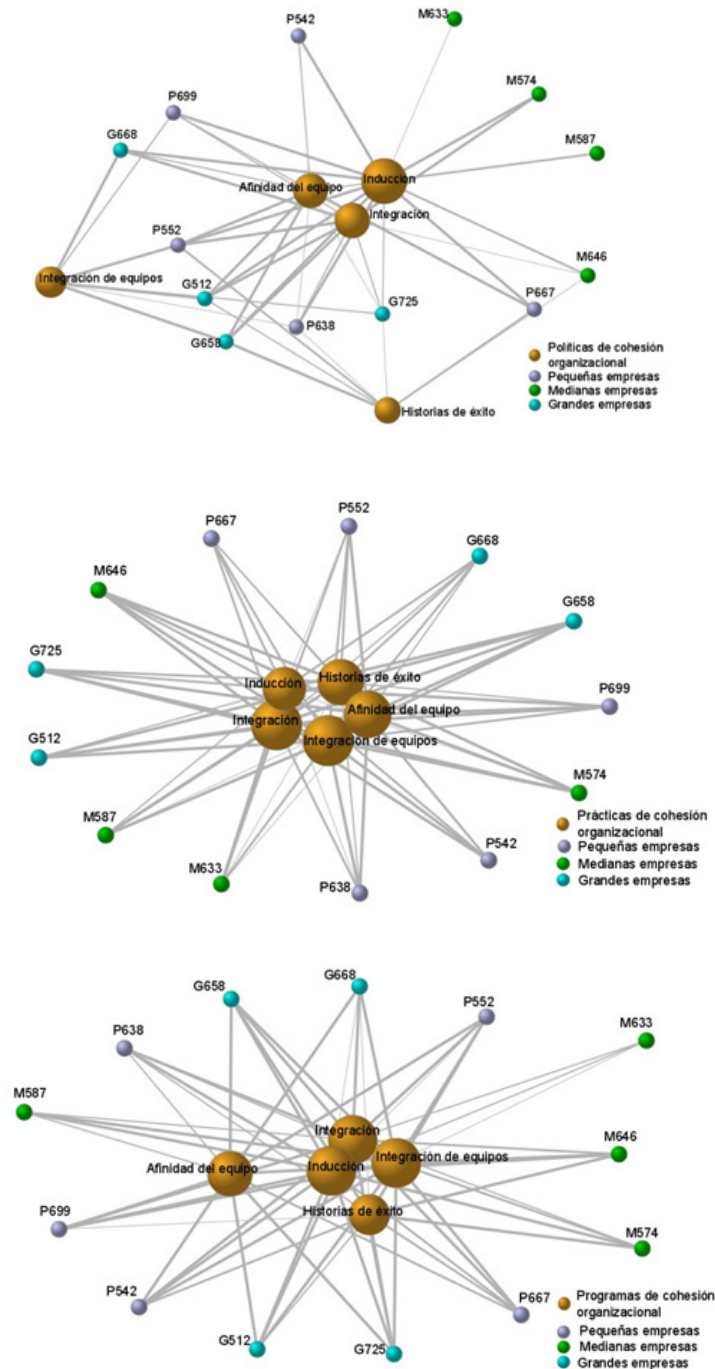 P542
M633
M574
P699
G668
M587
Inducción
Afinidad del equipo
Integración
P552
Integración de equipos
M646
G512
G725
P667
P638
G658
Políticas de cohesión
organizacional
Pequeñas empresas
Medianas empresas
Grandes empresas
Historias de éxito
P667
P552
G668
M646
G658
G725
Historias de éxito
Inducción
P699
Afinidad del equipo
Integración
Integración de equipos
G512
M574
M587
Prácticas de cohesión
organizacional
Pequeñas empresas
P542
Medianas empresas
M633
P638
Grandes empresas
G668
G658
P552
P638
M633
M587
Integración
M646
Integración de equipos
Afinidad del equipo
Inducción
P699
Historias de éxito
M574
P542
P667
Programas de cohesión
organizacional
G512
G725
Pequeñas empresas
Medianas empresas
Grandes empresas